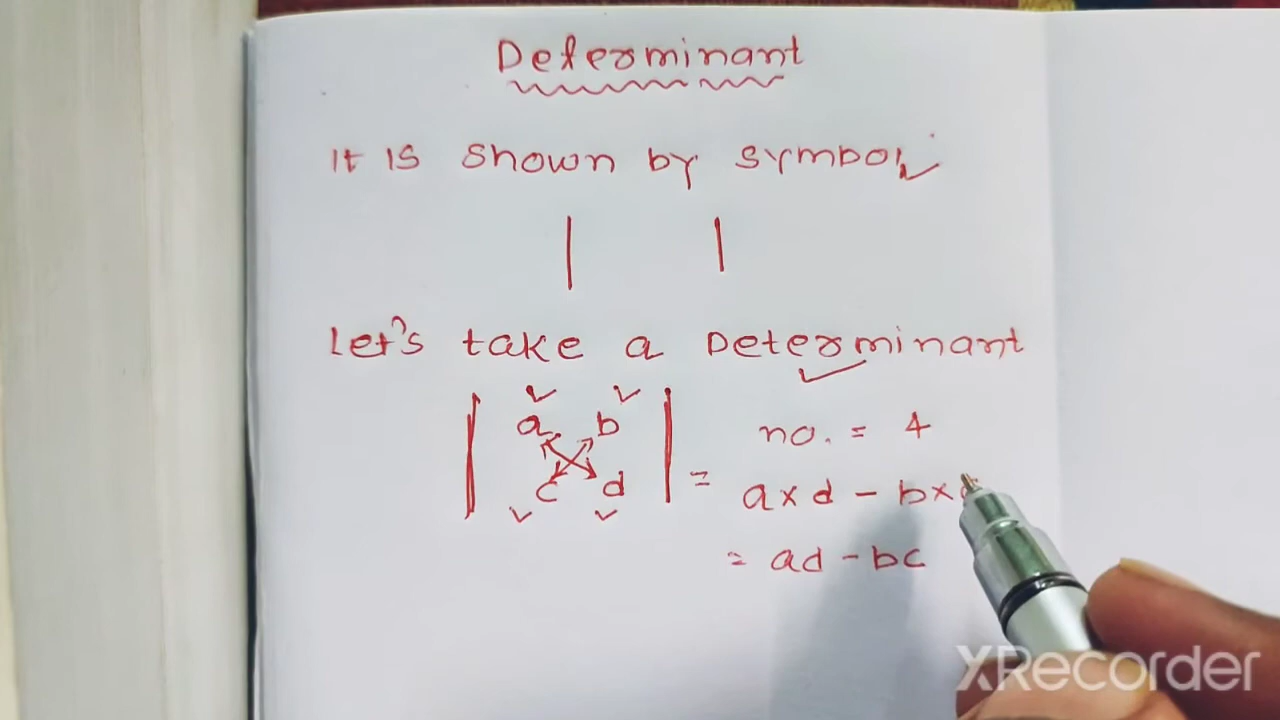 Determinant
It is shown by symbol
| |
Let's take a Determinant
| a b |
no. = 4
c d
= a x d - b x
= ad - bc
XRecorder